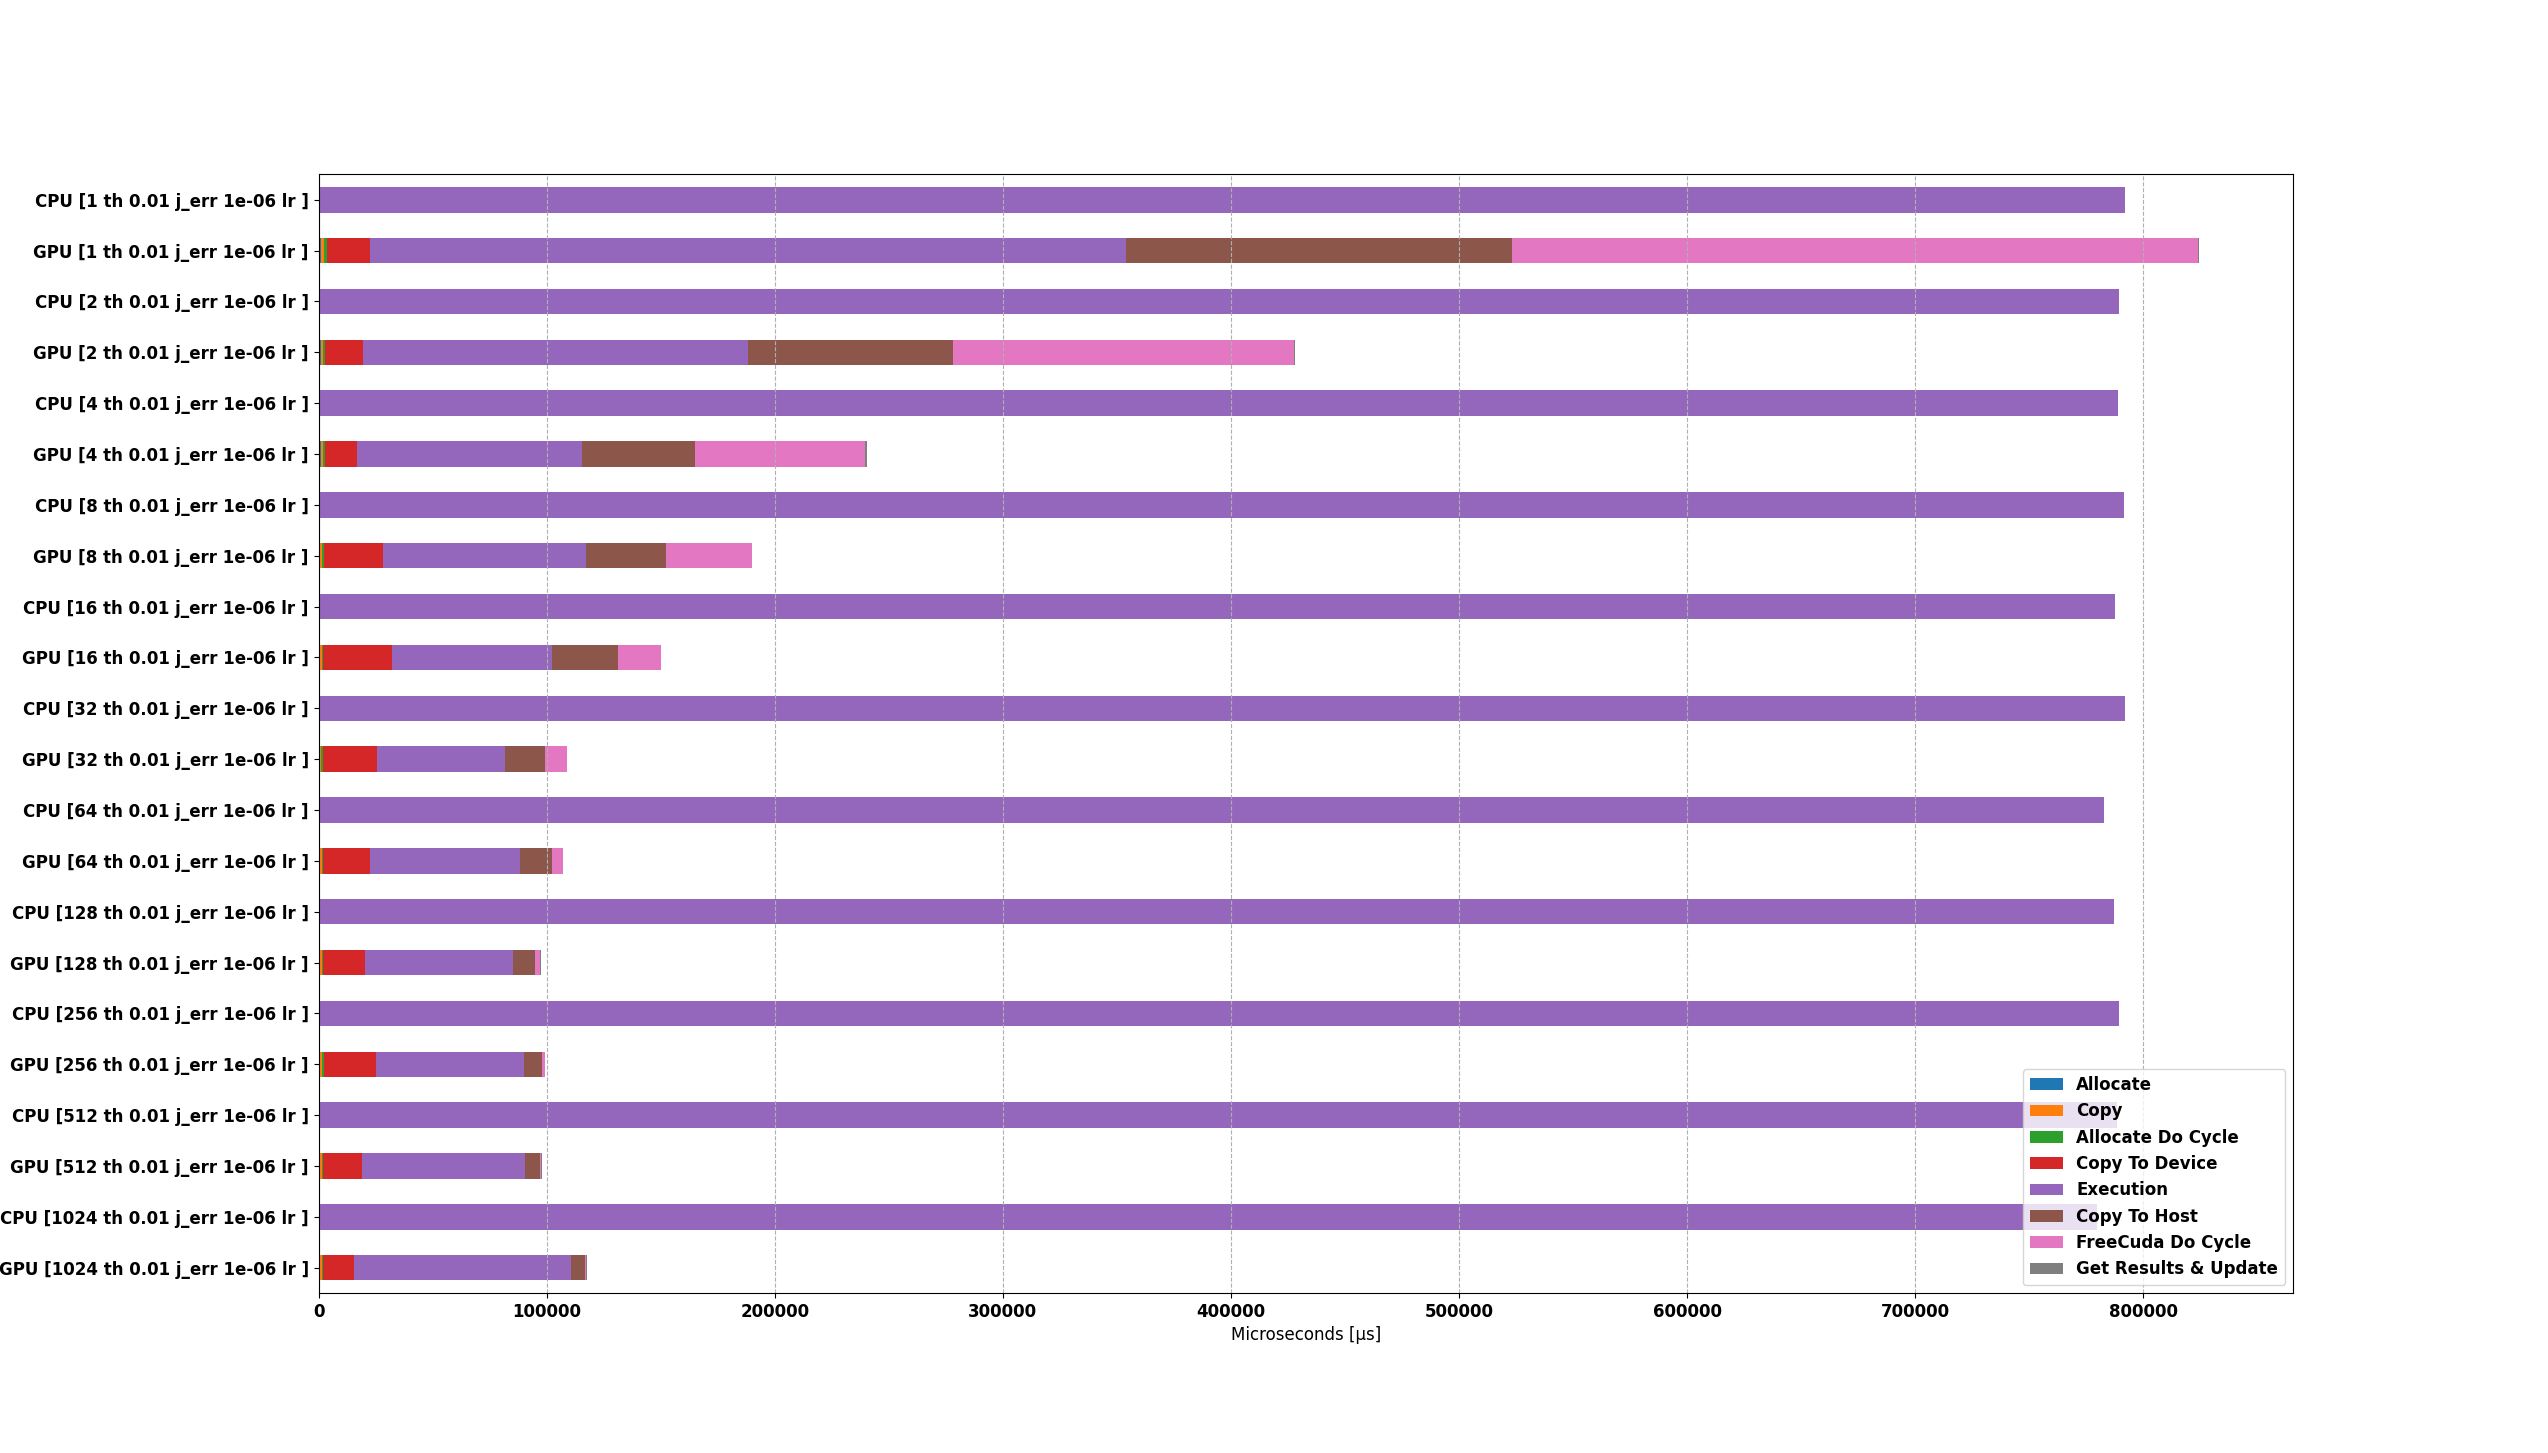 CPU [1 th 0.01 j_err 1e-06 lr ]
GPU [1 th 0.01 j_err 1e-06 lr ]
CPU [2 th 0.01 j_err 1e-06 lr ]
GPU [2 th 0.01 j_err 1e-06 lr ]
CPU [4 th 0.01 j_err 1e-06 lr ]
GPU [4 th 0.01 j_err 1e-06 lr ]
CPU [8 th 0.01 j_err 1e-06 lr ]
GPU [8 th 0.01 j_err 1e-06 lr ]
CPU [16 th 0.01 j_err 1e-06 lr ]
GPU [16 th 0.01 j_err 1e-06 lr ]
CPU [32 th 0.01 j_err 1e-06 lr ]
GPU [32 th 0.01 j_err 1e-06 lr ]
CPU [64 th 0.01 j_err 1e-06 lr ]
GPU [64 th 0.01 j_err 1e-06 lr ]
CPU [128 th 0.01 j_err 1e-06 lr ]
GPU [128 th 0.01 j_err 1e-06 lr ]
CPU [256 th 0.01 j_err 1e-06 lr ]
GPU [256 th 0.01 j_err 1e-06 lr ]
CPU [512 th 0.01 j_err 1e-06 lr ]
GPU [512 th 0.01 j_err 1e-06 lr ]
CPU [1024 th 0.01 j_err 1e-06 lr ]
GPU [1024 th 0.01 j_err 1e-06 lr ]
Allocate
Copy
Allocate Do Cycle
Copy To Device
Execution
Copy To Host
FreeCuda Do Cycle
Get Results & Update
0 100000 200000 300000 400000 500000 600000 700000 800000
Microseconds [µs]